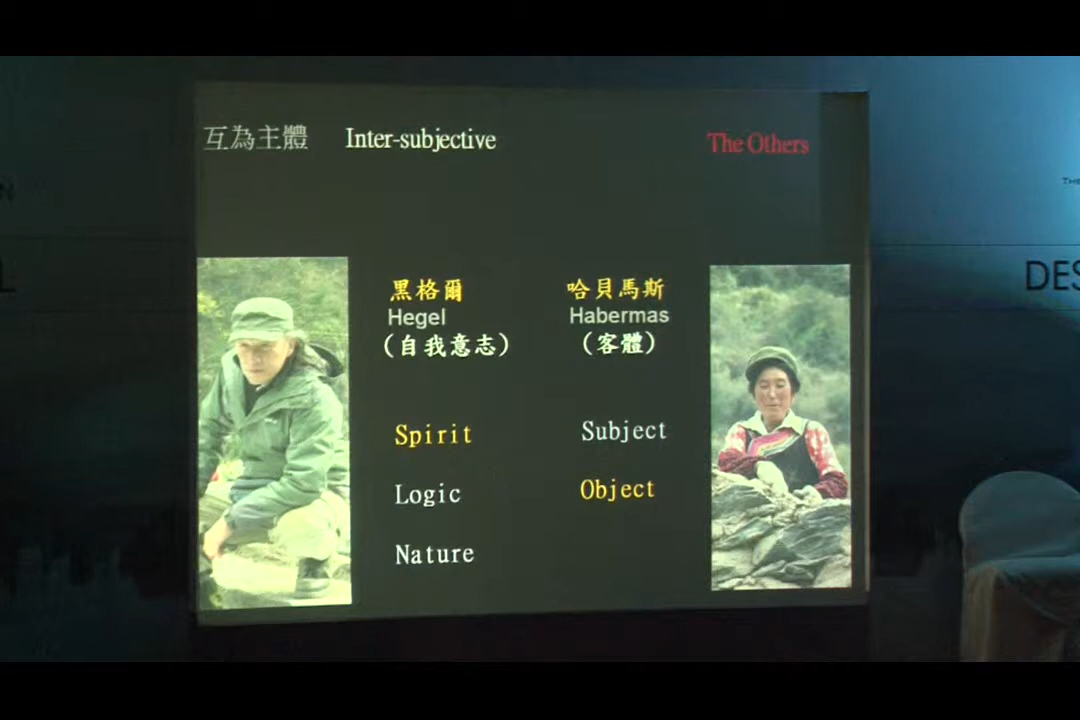 互為主體 Inter-subjective
The Others
黑格爾
Hegel
(自我意志)
Spirit
Logic
Nature
哈貝馬斯
Habermas
(客體)
Subject
Object
DES